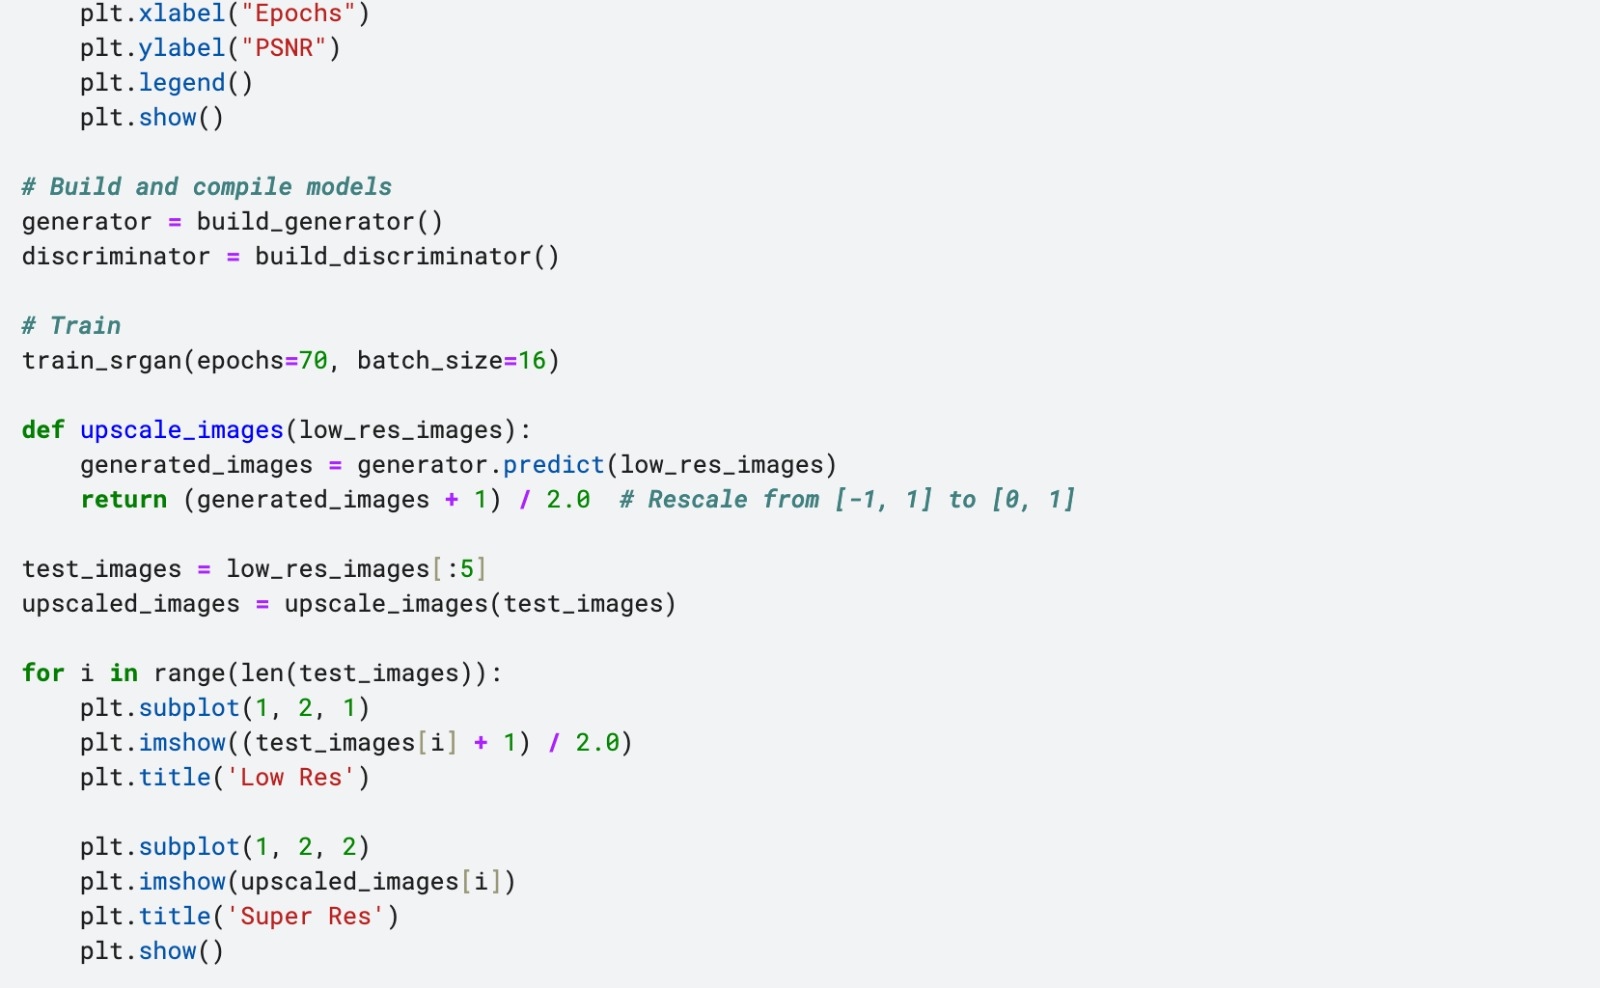 plt.xlabel("Epochs")
    plt.ylabel("PSNR")
    plt.legend()
    plt.show()

# Build and compile models
generator = build_generator()
discriminator = build_discriminator()

# Train
train_srgan(epochs=70, batch_size=16)

def upscale_images(low_res_images):
    generated_images = generator.predict(low_res_images)
    return (generated_images + 1) / 2.0  # Rescale from [-1, 1] to [0, 1]

test_images = low_res_images[:5]
upscaled_images = upscale_images(test_images)

for i in range(len(test_images)):
    plt.subplot(1, 2, 1)
    plt.imshow((test_images[i] + 1) / 2.0)
    plt.title('Low Res')

    plt.subplot(1, 2, 2)
    plt.imshow(upscaled_images[i])
    plt.title('Super Res')
    plt.show()